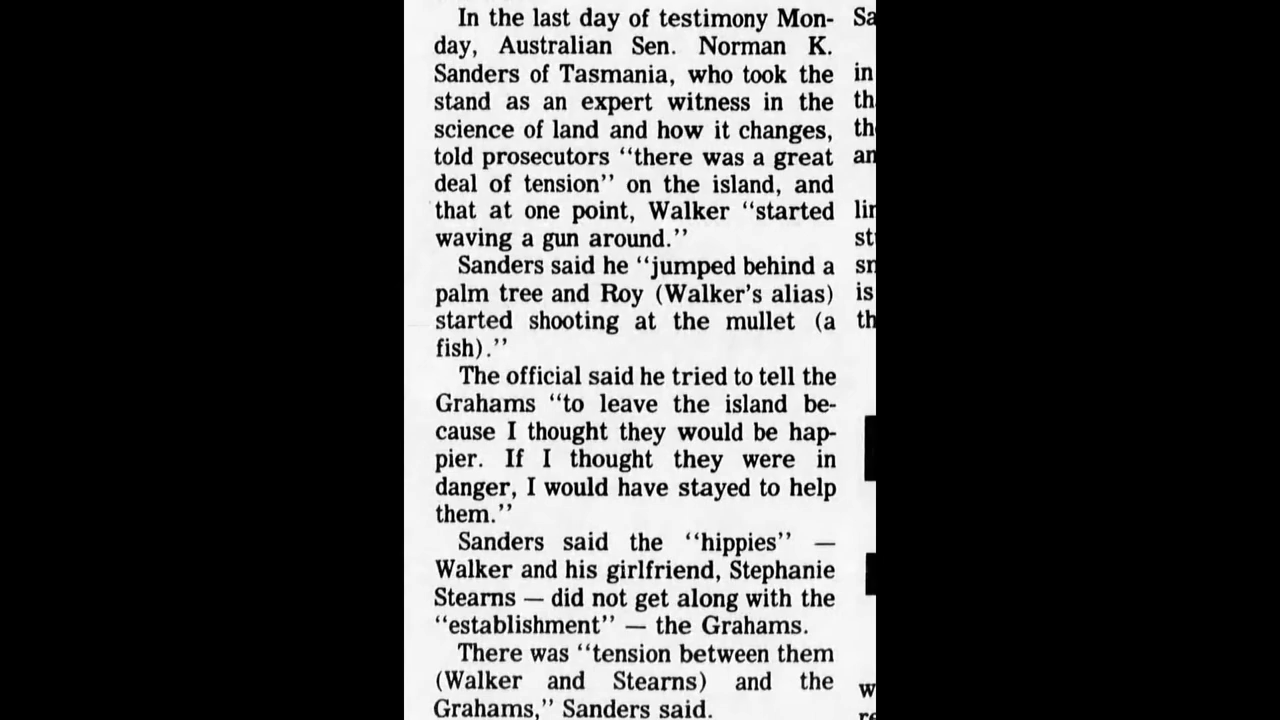 In the last day of testimony Mon-
day, Australian Sen. Norman K.
Sanders of Tasmania, who took the
stand as an expert witness in the
science of land and how it changes,
told prosecutors “there was a great
deal of tension” on the island, and
that at one point, Walker “started
waving a gun around.”
Sanders said he “jumped behind a
palm tree and Roy (Walker's alias)
started shooting at the mullet (a
fish).”
The official said he tried to tell the
Grahams “to leave the island be-
cause I thought they would be hap-
pier. If I thought they were in
danger, I would have stayed to help
them.”
Sanders said the “hippies” —
Walker and his girlfriend, Stephanie
Stearns — did not get along with the
“establishment” — the Grahams.
There was “tension between them
(Walker and Stearns) and the
Grahams,” Sanders said.
in
is